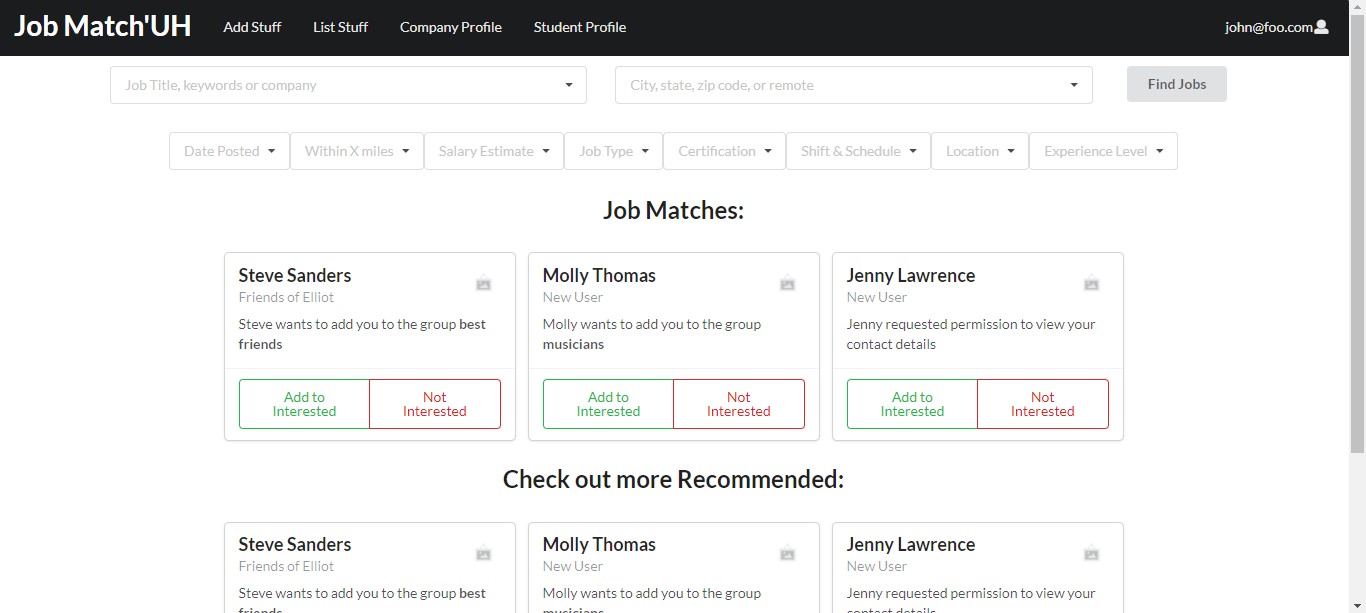 Job Match'UH Add Stuff List Stuff Company Profile Student Profile john@foo.com
Job Title, keywords or company City, state, zip code, or remote Find Jobs
Date Posted Within X miles Salary Estimate Job Type Certification Shift & Schedule Location Experience Level
Job Matches:
Steve Sanders
Friends of Elliot
Steve wants to add you to the group best
friends
Add to
Interested
Not
Interested
Molly Thomas
New User
Molly wants to add you to the group
musicians
Add to
Interested
Not
Interested
Jenny Lawrence
New User
Jenny requested permission to view your
contact details
Add to
Interested
Not
Interested
Check out more Recommended:
Steve Sanders
Friends of Elliot
Steve wants to add you to the group best
friends
Molly Thomas
New User
Molly wants to add you to the group
musicians
Jenny Lawrence
New User
Jenny requested permission to view your
contact details